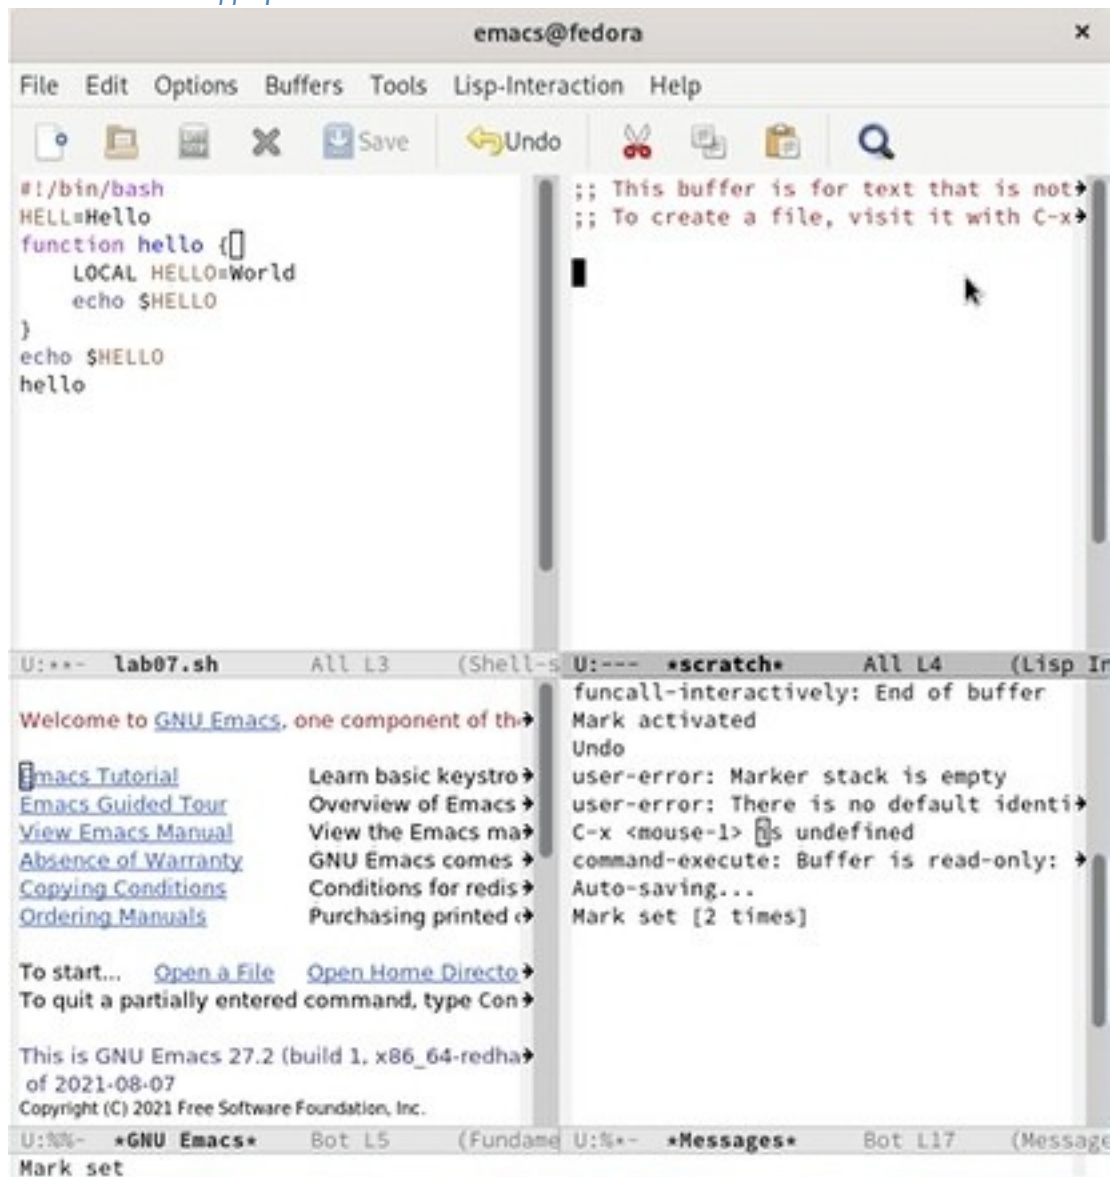 emacs@fedora
File Edit Options Buffers Tools Lisp-Interaction Help
Save Undo
#!/bin/bash
HELL=Hello
function hello {
LOCAL HELLO=World
echo $HELLO
}
echo $HELLO
hello
U:**- lab07.sh All L3 (Shell-s
;; This buffer is for text that is not
;; To create a file, visit it with C-x
U:--- *scratch* All L4 (Lisp In
Welcome to GNU Emacs, one component of th
Emacs Tutorial Learn basic keystro
Emacs Guided Tour Overview of Emacs
View Emacs Manual View the Emacs ma
Absence of Warranty GNU Emacs comes
Copying Conditions Conditions for redis
Ordering Manuals Purchasing printed c
To start... Open a File Open Home Directo
To quit a partially entered command, type Con
This is GNU Emacs 27.2 (build 1, x86_64-redha
of 2021-08-07
Copyright (C) 2021 Free Software Foundation, Inc.
U:%%- *GNU Emacs* Bot L5 (Fundame
funcall-interactively: End of buffer
Mark activated
Undo
user-error: Marker stack is empty
user-error: There is no default identi
C-x <mouse-1> is undefined
command-execute: Buffer is read-only:
Auto-saving...
Mark set [2 times]
U:%*- *Messages* Bot L17 (Message
Mark set